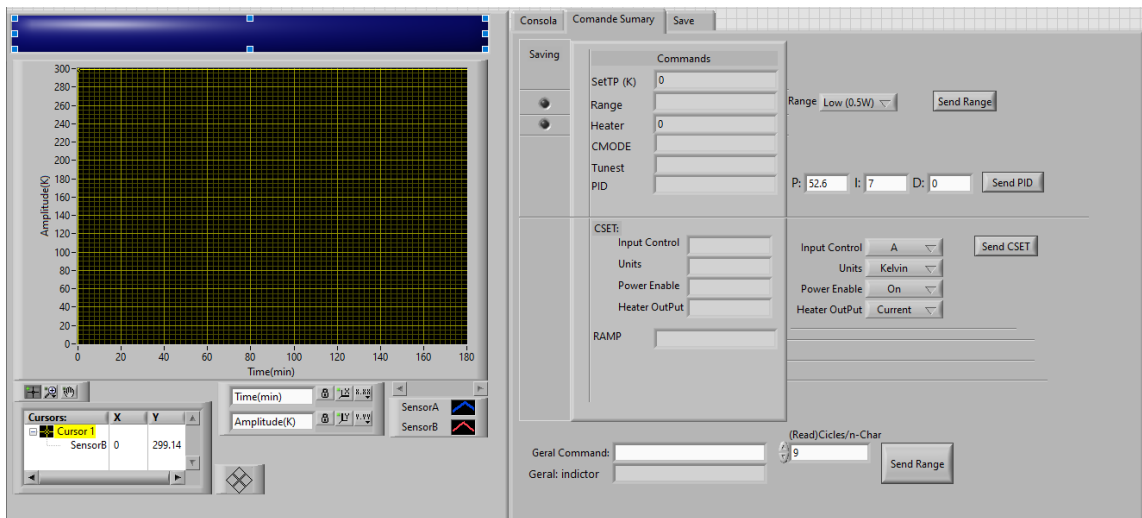 Consola Comande Sumary Save
Saving
Commands
SetTP (K) 0
Range
Heater 0
CMODE
Tunest
PID
Range Low (0.5W) Send Range
P: 52.6 I: 7 D: 0 Send PID
CSET:
Input Control
Units
Power Enable
Heater OutPut
RAMP
Input Control A Send CSET
Units Kelvin
Power Enable On
Heater OutPut Current
Geral Command:
Geral: indictor
(Read)Cicles/n-Char
9
Send Range
Amplitude(K)
300
280
260
240
220
200
180
160
140
120
100
80
60
40
20
0
0 20 40 60 80 100 120 140 160 180
Time(min)
Time(min) X.XX
Amplitude(K) Y.YY
SensorA
SensorB
Cursors: X Y
Cursor 1
SensorB 0 299.14